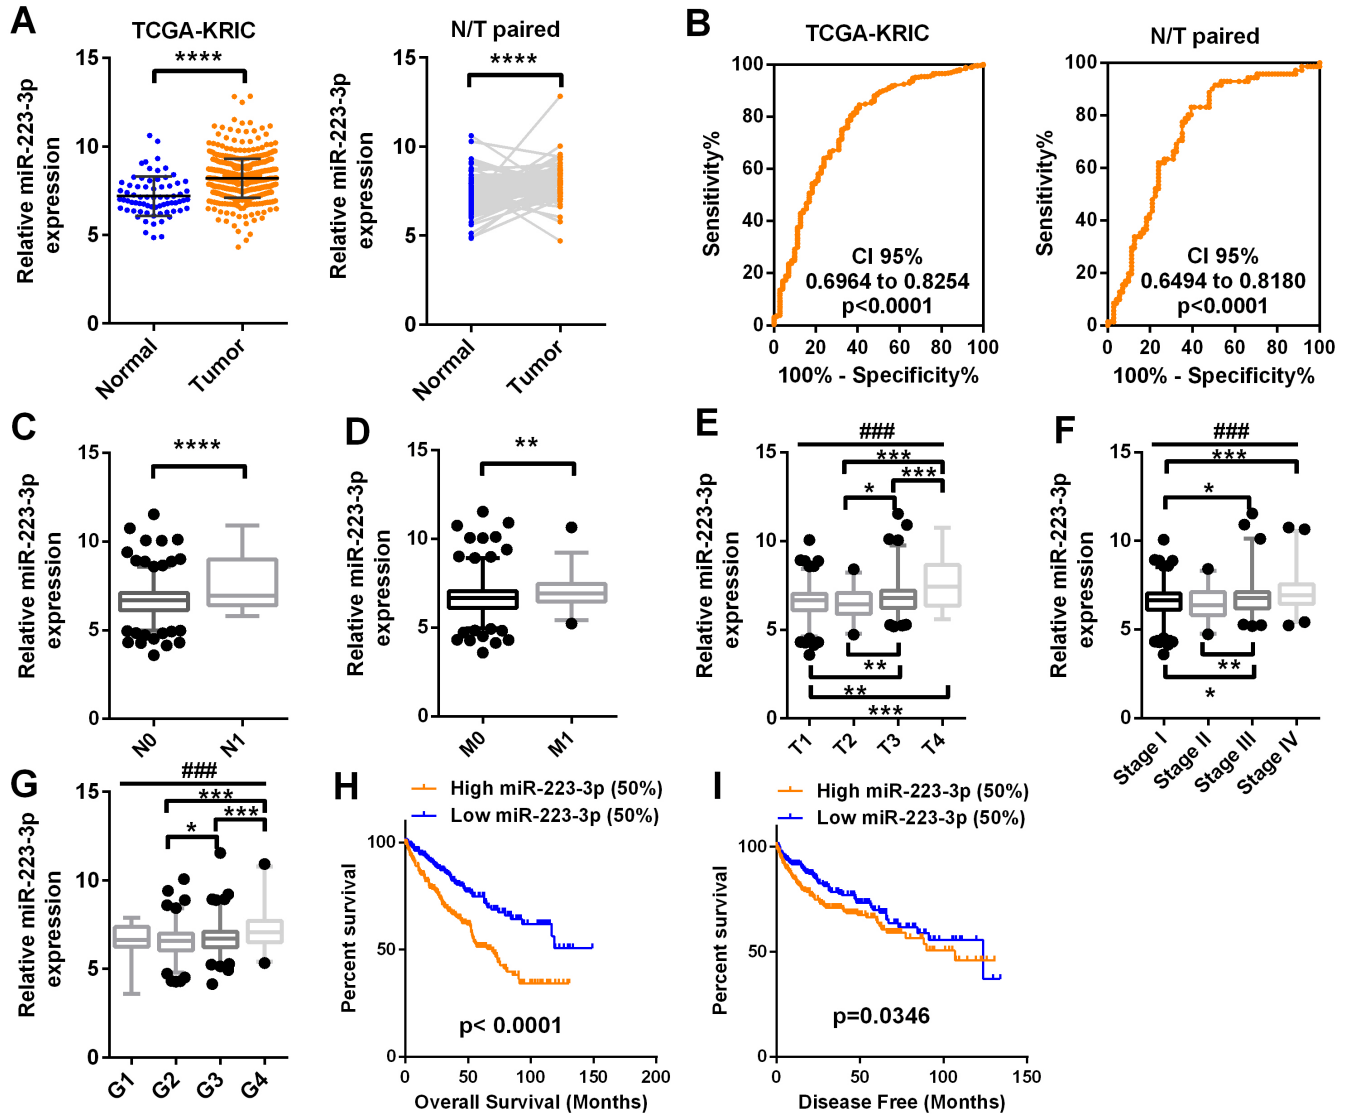 A
TCGA-KRIC
****
Relative miR-223-3p
expression
15
10
5
0
Normal
Tumor
N/T paired
****
Relative miR-223-3p
expression
15
10
5
0
Normal
Tumor
B
TCGA-KRIC
Sensitivity%
100
80
60
40
20
0
CI 95%
0.6964 to 0.8254
p<0.0001
0 20 40 60 80 100
100% - Specificity%
N/T paired
Sensitivity%
100
80
60
40
20
0
CI 95%
0.6494 to 0.8180
p<0.0001
0 20 40 60 80 100
100% - Specificity%
C
****
Relative miR-223-3p
expression
15
10
5
0
N0
N1
D
**
Relative miR-223-3p
expression
15
10
5
0
M0
M1
E
###
***
***
*
Relative miR-223-3p
expression
15
10
5
0
**
**
***
T1
T2
T3
T4
F
###
***
*
Relative miR-223-3p
expression
15
10
5
0
**
*
Stage I
Stage II
Stage III
Stage IV
G
###
***
***
*
Relative miR-223-3p
expression
15
10
5
0
G1
G2
G3
G4
H
High miR-223-3p (50%)
Low miR-223-3p (50%)
Percent survival
100
50
0
p< 0.0001
0 50 100 150 200
Overall Survival (Months)
I
High miR-223-3p (50%)
Low miR-223-3p (50%)
Percent survival
100
50
0
p=0.0346
0 50 100 150
Disease Free (Months)